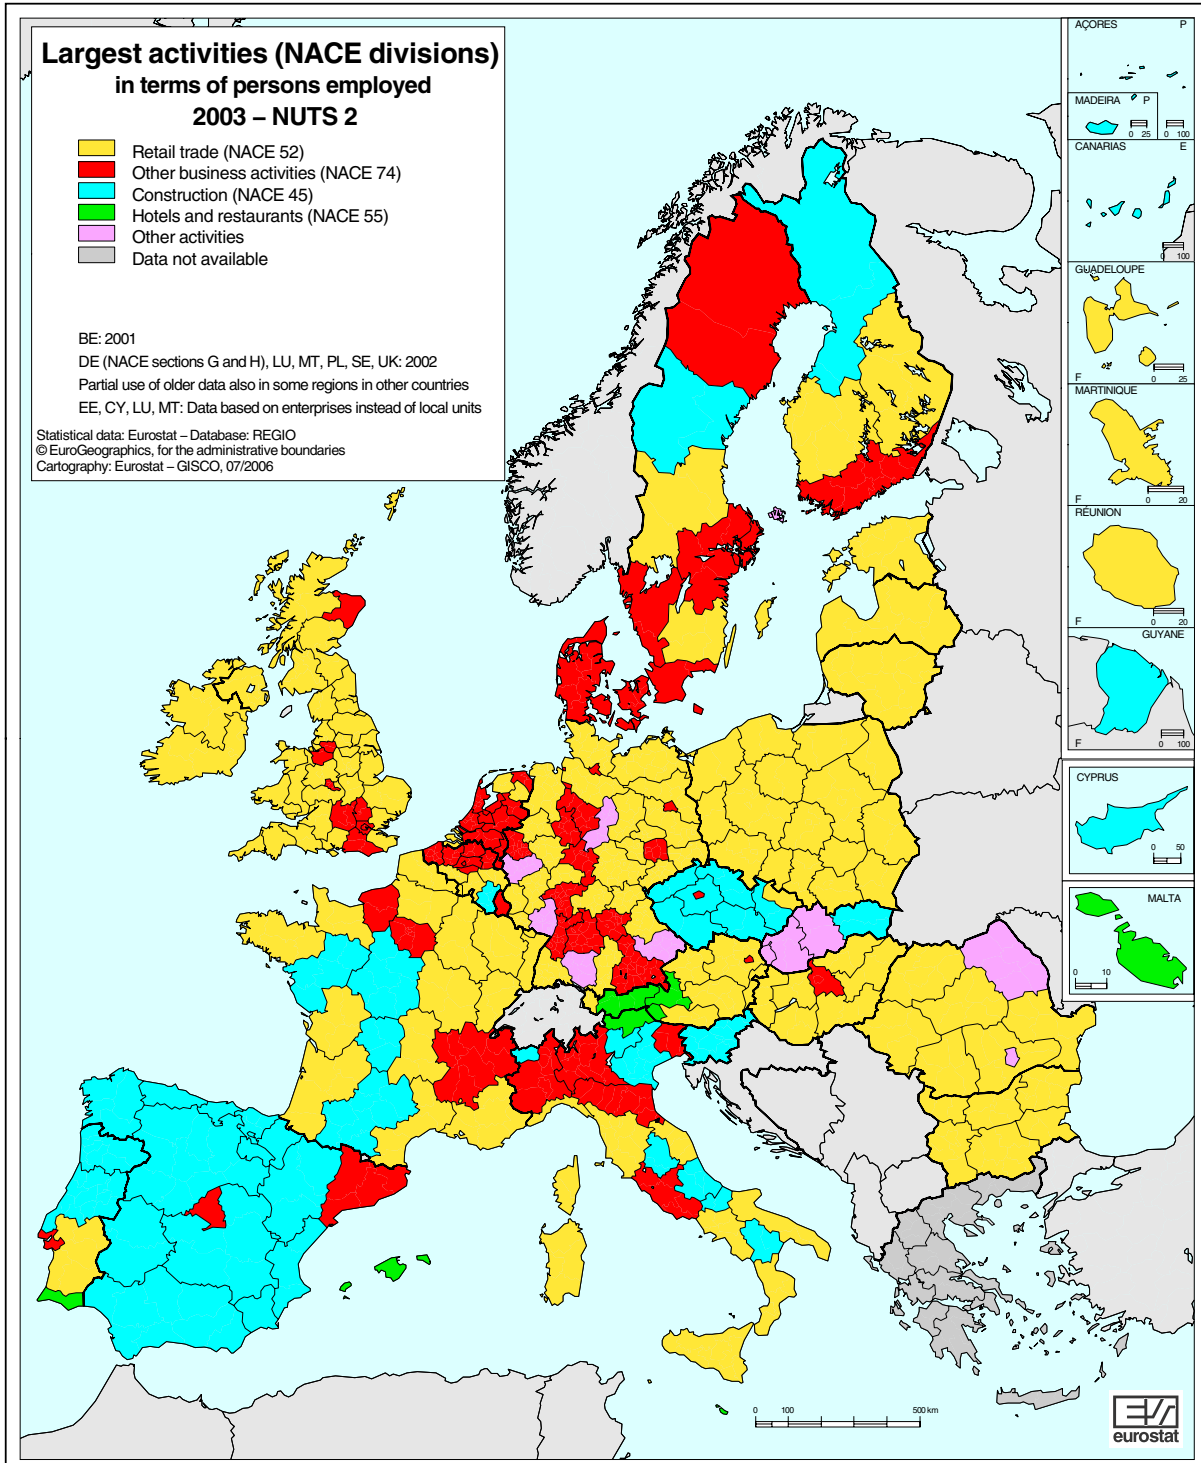 Largest activities (NACE divisions)
in terms of persons employed
2003 – NUTS 2
Retail trade (NACE 52)
Other business activities (NACE 74)
Construction (NACE 45)
Hotels and restaurants (NACE 55)
Other activities
Data not available
BE: 2001
DE (NACE sections G and H), LU, MT, PL, SE, UK: 2002
Partial use of older data also in some regions in other countries
EE, CY, LU, MT: Data based on enterprises instead of local units
Statistical data: Eurostat – Database: REGIO
© EuroGeographics, for the administrative boundaries
Cartography: Eurostat – GISCO, 07/2006
AÇORES P
MADEIRA P
0 25 0 100
CANARIAS E
0 100
GUADELOUPE
F 0 25
MARTINIQUE
F 0 20
RÉUNION
F 0 20
GUYANE
F 0 100
CYPRUS
0 50
MALTA
0 10
0 100 500 km
eurostat